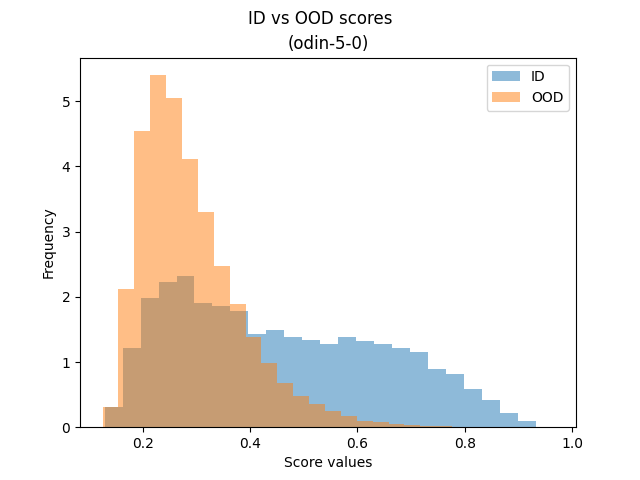 ID vs OOD scores
(odin-5-0)
ID
OOD
Frequency
5
4
3
2
1
0
0.2
0.4
0.6
0.8
1.0
Score values